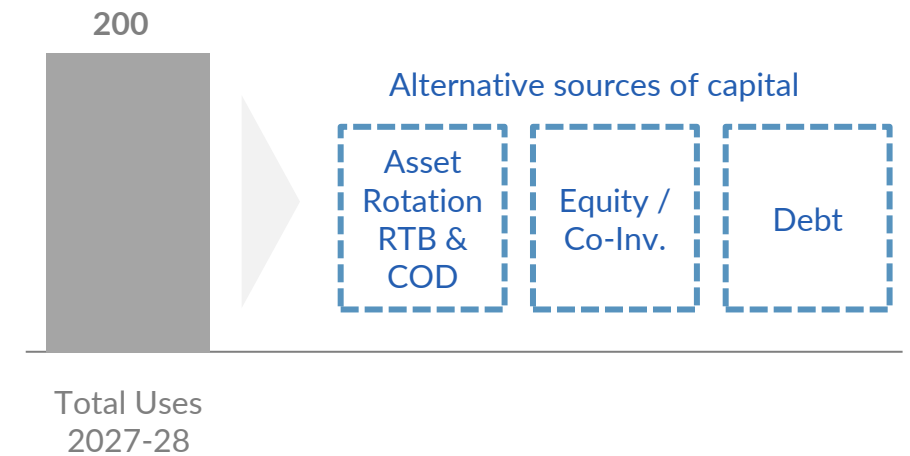 200
Alternative sources of capital
Asset
Rotation
RTB &
COD
Equity /
Co-Inv.
Debt
Total Uses
2027-28